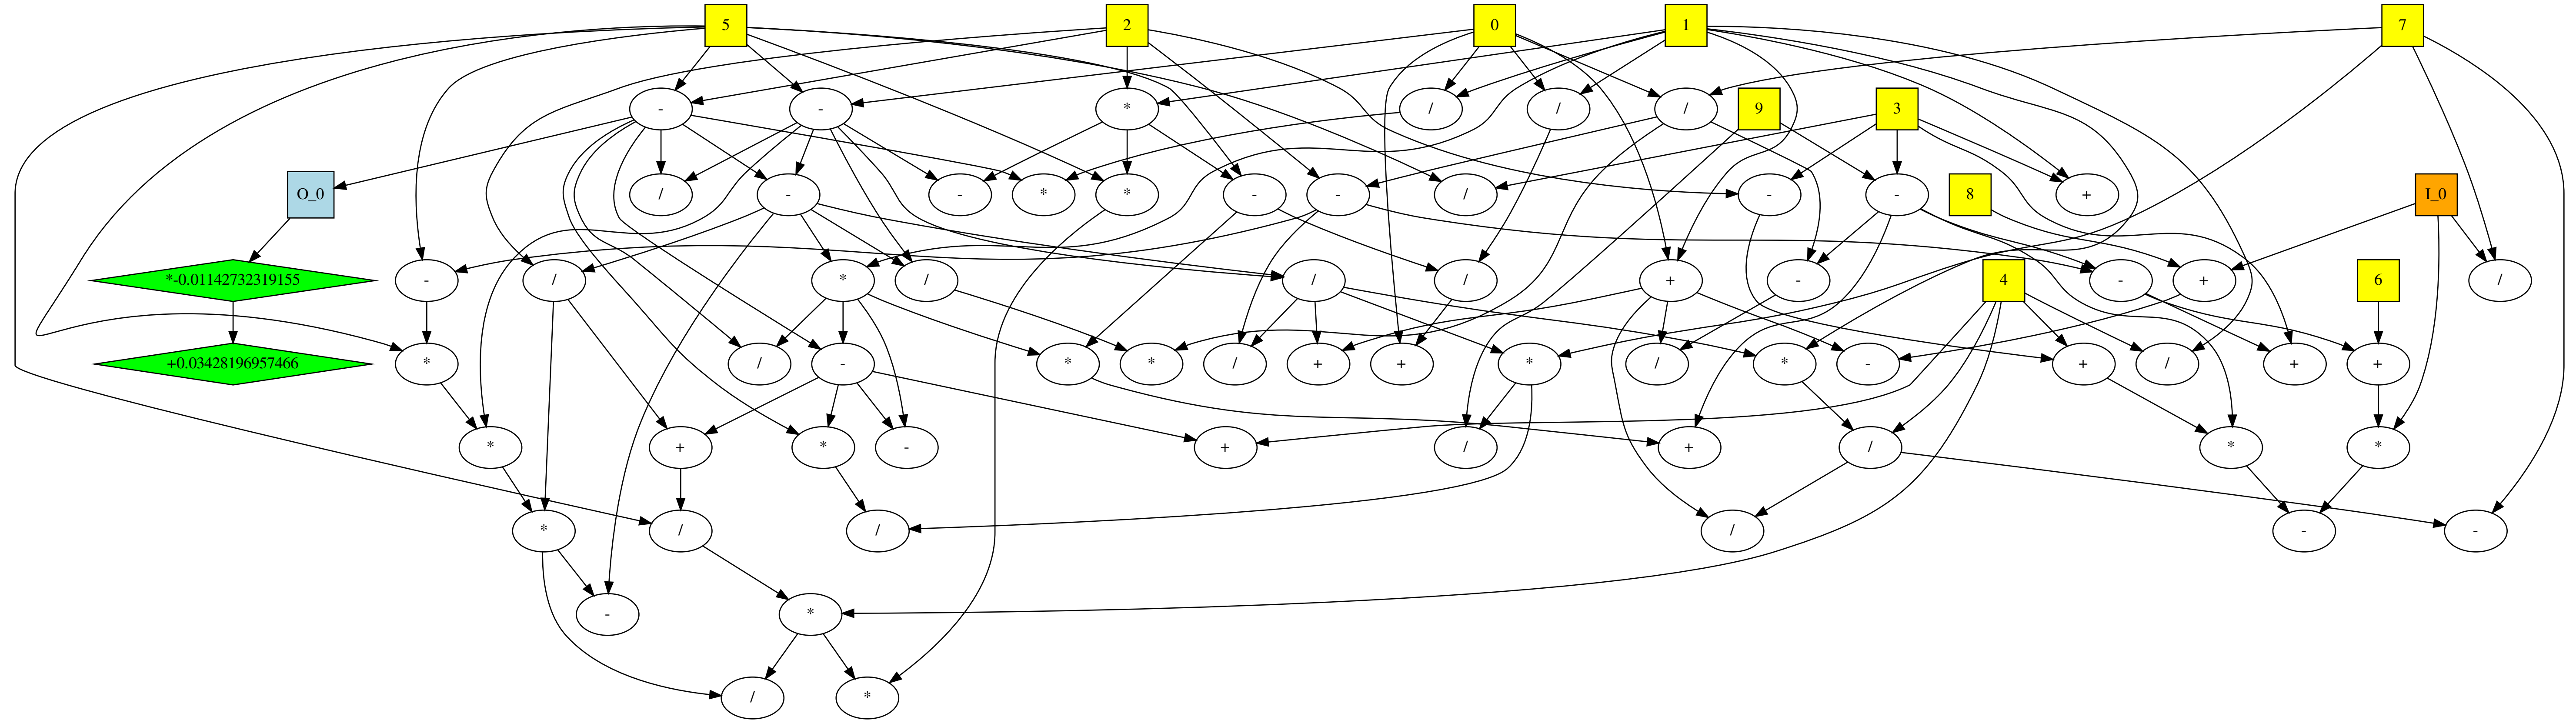 5 2 0 1 7
- - * / / / 9 3
O_0 / - - * * - - / - - 8 + I_0
*-0.01142732319155 - / * / / / + - 4 - + 6 /
+0.03428196957466 * / - * * / + + * / * - + / + +
* + * - + / + / * *
* / / / - -
- *
/ *